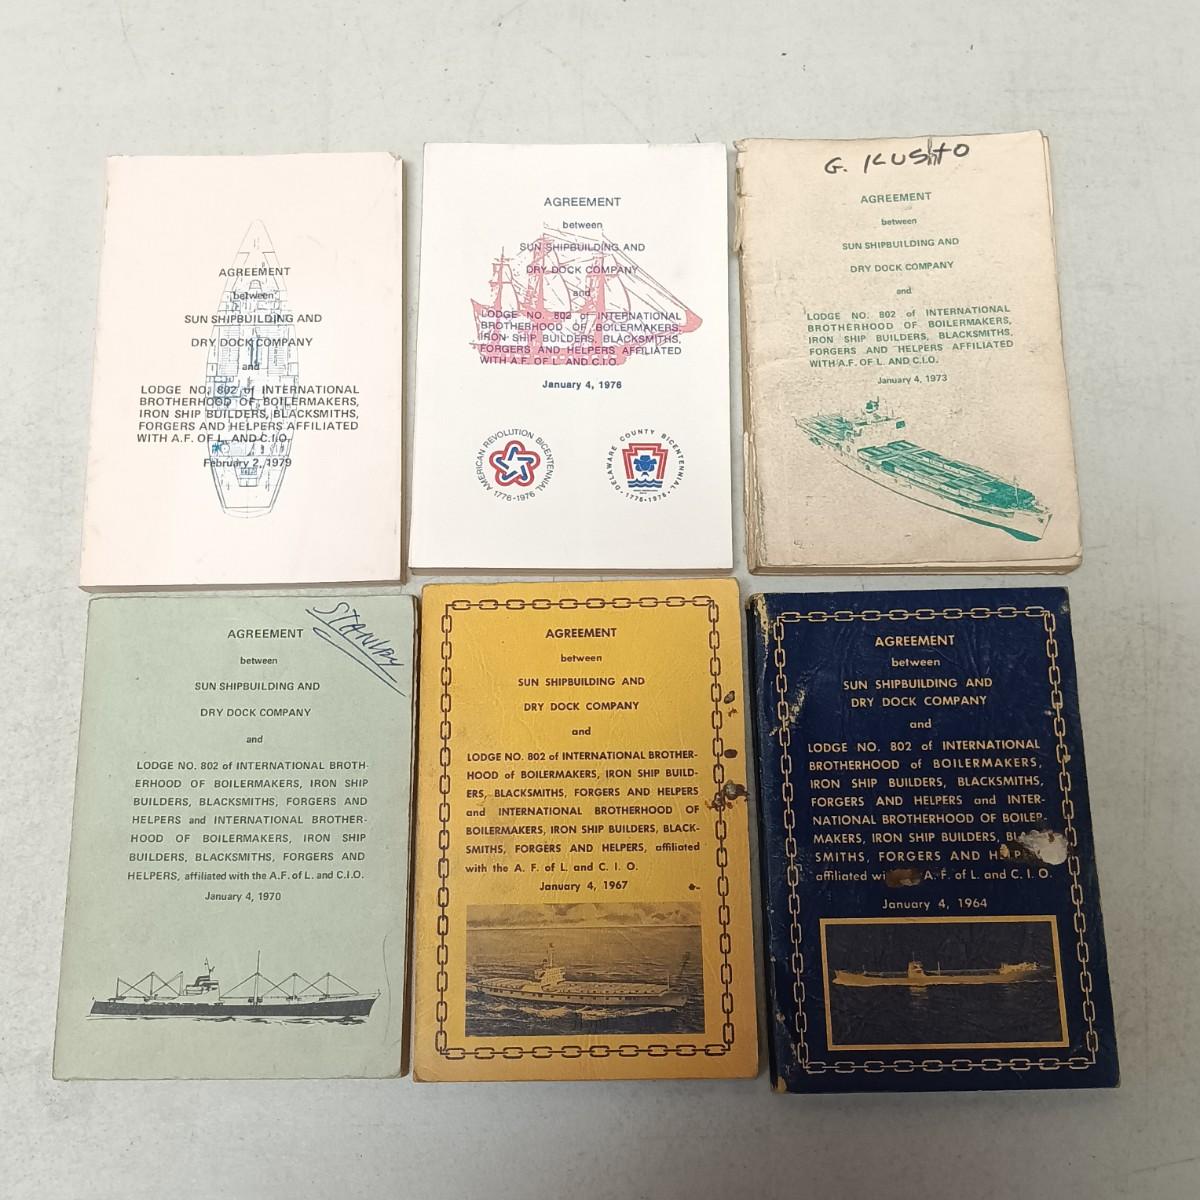 AGREEMENT
between
SUN SHIPBUILDING AND
DRY DOCK COMPANY
and
LODGE NO. 802 of INTERNATIONAL
BROTHERHOOD OF BOILERMAKERS,
IRON SHIP BUILDERS, BLACKSMITHS,
FORGERS AND HELPERS AFFILIATED
WITH A.F. OF L. AND C.I.O.
February 2, 1979
AGREEMENT
between
SUN SHIPBUILDING AND
DRY DOCK COMPANY
and
LODGE NO. 802 of INTERNATIONAL
BROTHERHOOD OF BOILERMAKERS,
IRON SHIP BUILDERS, BLACKSMITHS,
FORGERS AND HELPERS AFFILIATED
WITH A.F. OF L. AND C.I.O.
January 4, 1976
AMERICAN REVOLUTION BICENTENNIAL
1776-1976
DELAWARE COUNTY BICENTENNIAL
1776-1976
G. KUSHTO
AGREEMENT
between
SUN SHIPBUILDING AND
DRY DOCK COMPANY
and
LODGE NO. 802 of INTERNATIONAL
BROTHERHOOD OF BOILERMAKERS,
IRON SHIP BUILDERS, BLACKSMITHS,
FORGERS AND HELPERS AFFILIATED
WITH A.F. OF L. AND C.I.O.
January 4, 1973
STANLEY
AGREEMENT
between
SUN SHIPBUILDING AND
DRY DOCK COMPANY
and
LODGE NO. 802 of INTERNATIONAL BROTH-
ERHOOD OF BOILERMAKERS, IRON SHIP
BUILDERS, BLACKSMITHS, FORGERS AND
HELPERS and INTERNATIONAL BROTHER-
HOOD OF BOILERMAKERS, IRON SHIP
BUILDERS, BLACKSMITHS, FORGERS AND
HELPERS, affiliated with the A.F. of L. and C.I.O.
January 4, 1970
AGREEMENT
between
SUN SHIPBUILDING AND
DRY DOCK COMPANY
and
LODGE NO. 802 of INTERNATIONAL BROTHER-
HOOD of BOILERMAKERS, IRON SHIP BUILD-
ERS, BLACKSMITHS, FORGERS AND HELPERS
and INTERNATIONAL BROTHERHOOD OF
BOILERMAKERS, IRON SHIP BUILDERS, BLACK-
SMITHS, FORGERS AND HELPERS, affiliated
with the A. F. of L. and C. I. O.
January 4, 1967
AGREEMENT
between
SUN SHIPBUILDING AND
DRY DOCK COMPANY
and
LODGE NO. 802 of INTERNATIONAL
BROTHERHOOD of BOILERMAKERS,
IRON SHIP BUILDERS, BLACKSMITHS,
FORGERS AND HELPERS and INTER-
NATIONAL BROTHERHOOD OF BOILER-
MAKERS, IRON SHIP BUILDERS,
SMITHS, FORGERS AND
affiliated A. F. of L. and C. I. O.
January 4, 1964